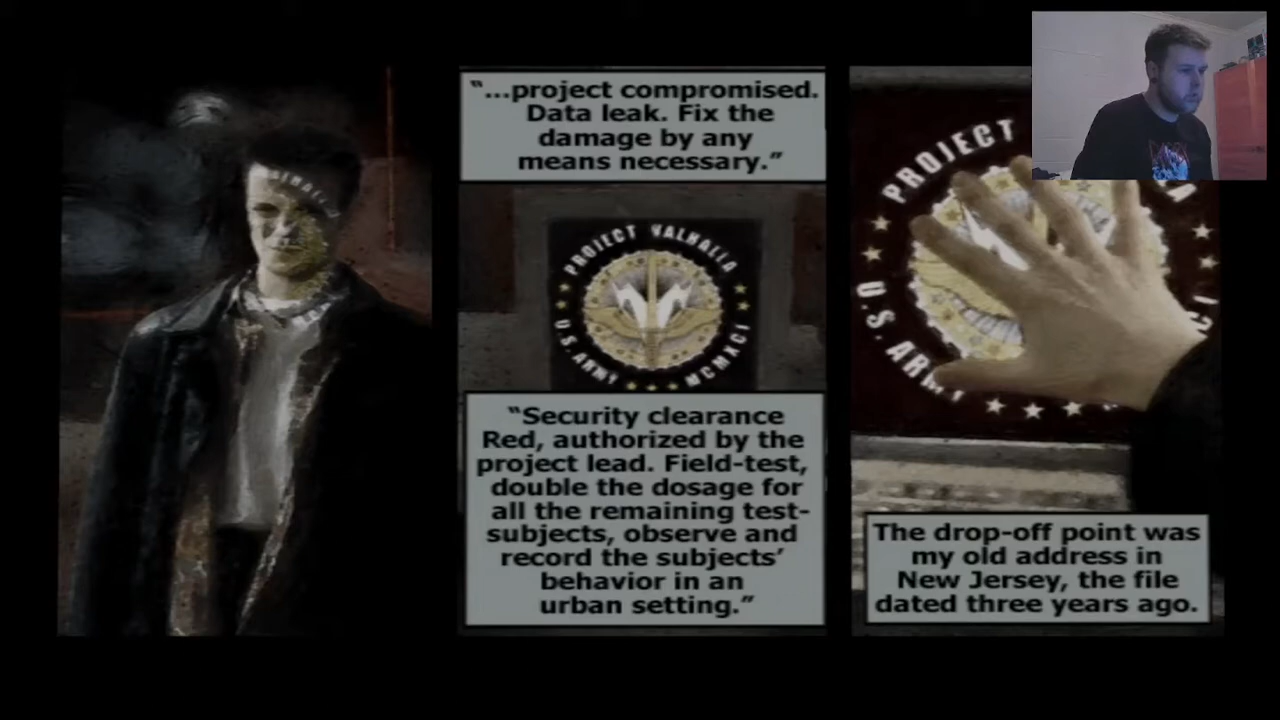 "...project compromised.
Data leak. Fix the
damage by any
means necessary."
PROJECT VALHALLA
U.S. ARMY
MCMXCI
"Security clearance
Red, authorized by the
project lead. Field-test,
double the dosage for
all the remaining test-
subjects, observe and
record the subjects'
behavior in an
urban setting."
PROJECT
U.S. ARMY
The drop-off point was
my old address in
New Jersey, the file
dated three years ago.